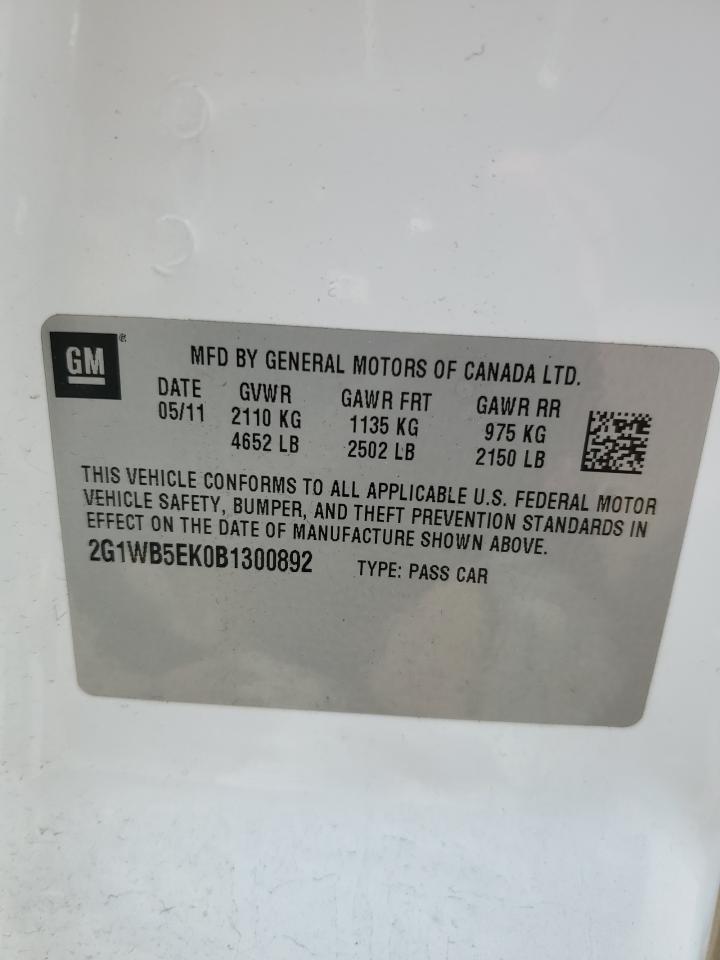 GM ®
MFD BY GENERAL MOTORS OF CANADA LTD.
DATE GVWR GAWR FRT GAWR RR
05/11 2110 KG 1135 KG 975 KG
4652 LB 2502 LB 2150 LB
THIS VEHICLE CONFORMS TO ALL APPLICABLE U.S. FEDERAL MOTOR
VEHICLE SAFETY, BUMPER, AND THEFT PREVENTION STANDARDS IN
EFFECT ON THE DATE OF MANUFACTURE SHOWN ABOVE.
2G1WB5EK0B1300892 TYPE: PASS CAR